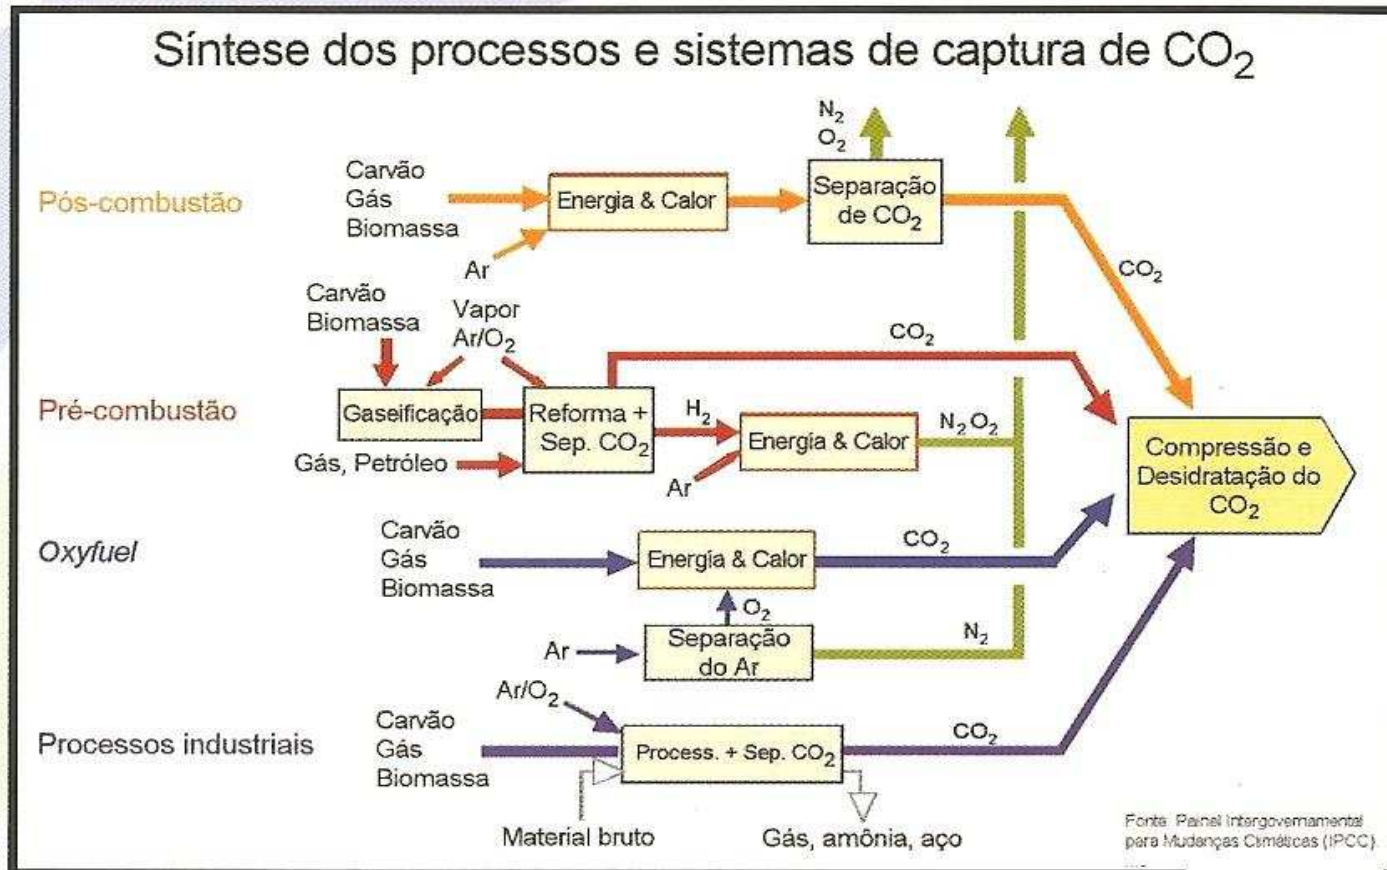 Síntese dos processos e sistemas de captura de CO₂
Pós-combustão
Carvão
Gás
Biomassa
Ar
Energia & Calor
Separação
de CO₂
N₂
O₂
CO₂
Pré-combustão
Carvão
Biomassa
Vapor
Ar/O₂
Gaseificação
Gás, Petróleo
Reforma +
Sep. CO₂
CO₂
H₂
Ar
Energia & Calor
N₂O₂
Compressão e
Desidratação do
CO₂
Oxyfuel
Carvão
Gás
Biomassa
Energia & Calor
CO₂
O₂
Ar
Separação
do Ar
N₂
Processos industriais
Carvão
Gás
Biomassa
Ar/O₂
Process. + Sep. CO₂
CO₂
Material bruto
Gás, amônia, aço
Fonte: Painel Intergovernamental
para Mudanças Climáticas (IPCC).